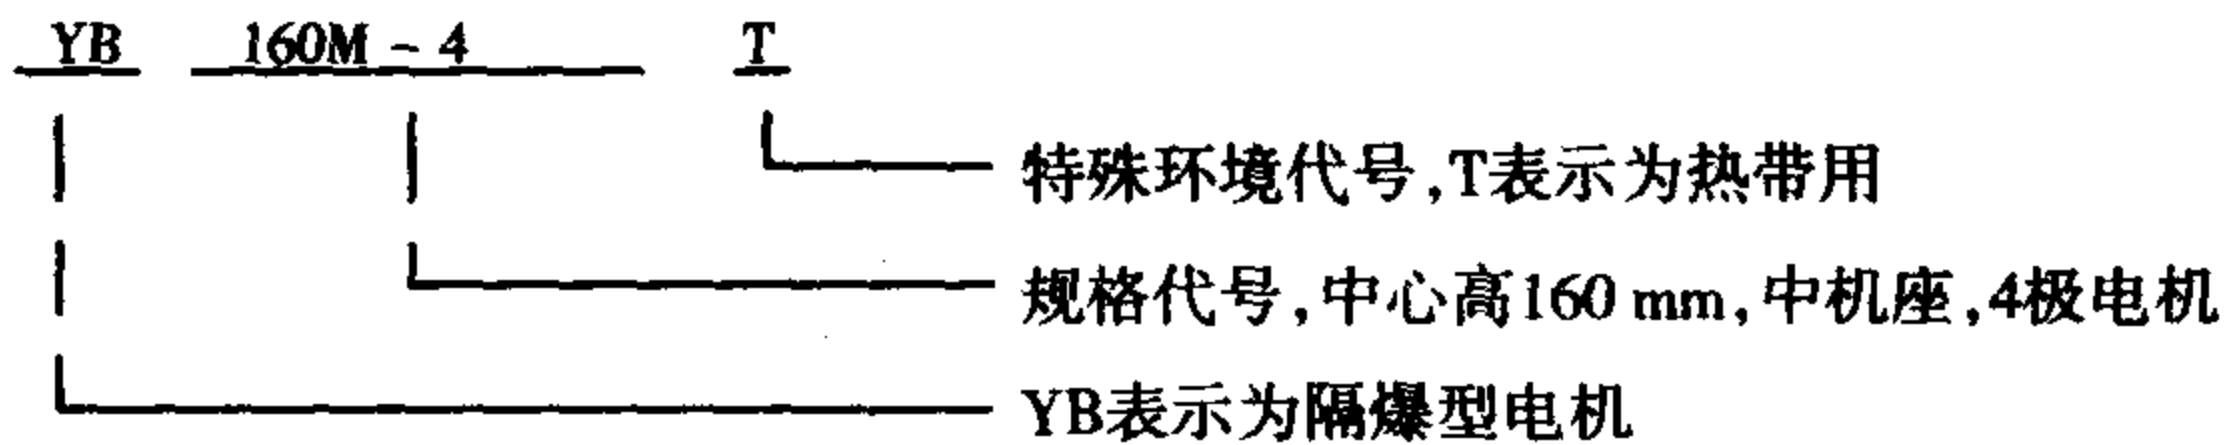 YB 160M - 4 T
特殊环境代号,T表示为热带用
规格代号,中心高160 mm,中机座,4极电机
YB表示为隔爆型电机